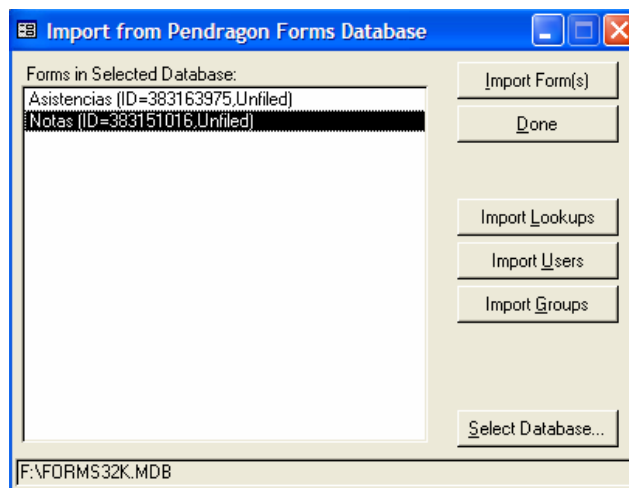 Import from Pendragon Forms Database
Forms in Selected Database:
Asistencias (ID=383163975,Unfiled)
Notas (ID=383151016,Unfiled)
Import Form(s)
Done
Import Lookups
Import Users
Import Groups
Select Database...
F:\FORMS32K.MDB